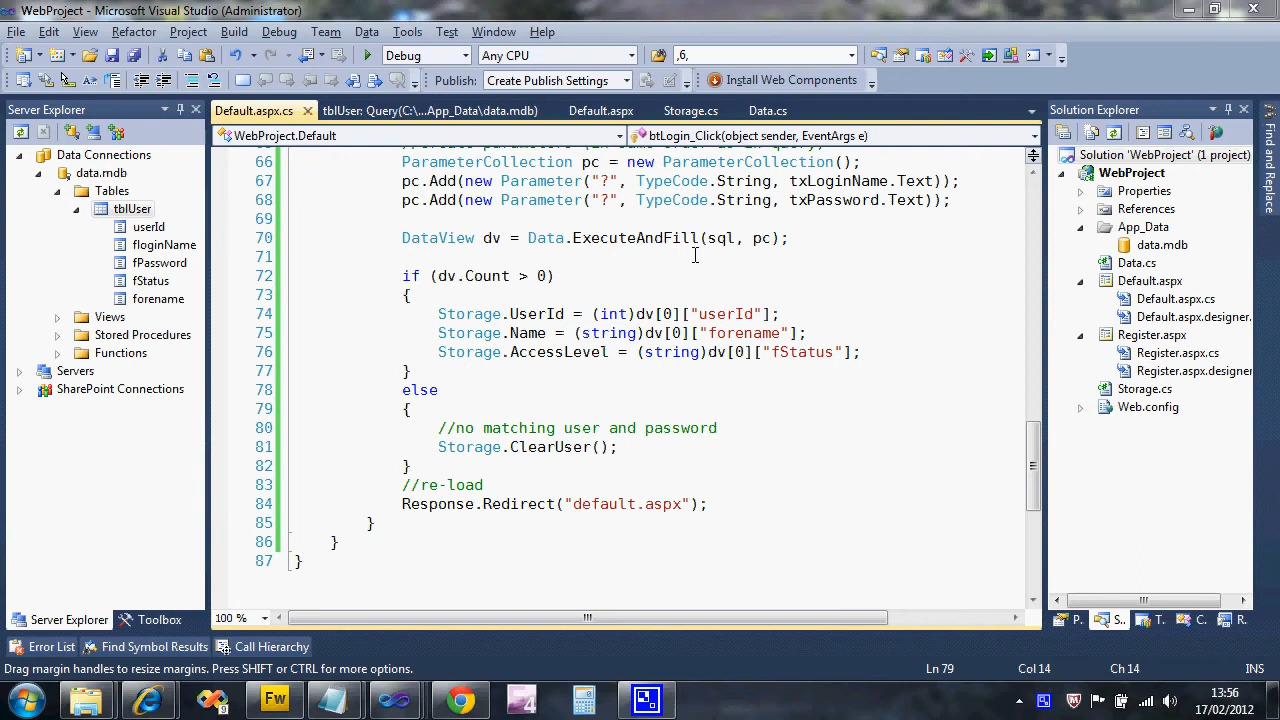 WebProject - Microsoft Visual Studio (Administrator)
File Edit View Refactor Project Build Debug Team Data Tools Test Window Help
Debug Any CPU ,6,
Publish: Create Publish Settings Install Web Components
Server Explorer
Data Connections
data.mdb
Tables
tblUser
userId
floginName
fPassword
fStatus
forename
Views
Stored Procedures
Functions
Servers
SharePoint Connections
Server Explorer Toolbox
Default.aspx.cs tblUser: Query(C:\...App_Data\data.mdb) Default.aspx Storage.cs Data.cs
WebProject.Default btLogin_Click(object sender, EventArgs e)
66 ParameterCollection pc = new ParameterCollection();
67 pc.Add(new Parameter("?", TypeCode.String, txLoginName.Text));
68 pc.Add(new Parameter("?", TypeCode.String, txPassword.Text));
69
70 DataView dv = Data.ExecuteAndFill(sql, pc);
71
72 if (dv.Count > 0)
73 {
74 Storage.UserId = (int)dv[0]["userId"];
75 Storage.Name = (string)dv[0]["forename"];
76 Storage.AccessLevel = (string)dv[0]["fStatus"];
77 }
78 else
79 {
80 //no matching user and password
81 Storage.ClearUser();
82 }
83 //re-load
84 Response.Redirect("default.aspx");
85 }
86 }
87 }
100 %
Solution Explorer
Solution 'WebProject' (1 project)
WebProject
Properties
References
App_Data
data.mdb
Data.cs
Default.aspx
Default.aspx.cs
Default.aspx.designer.
Register.aspx
Register.aspx.cs
Register.aspx.designer
Storage.cs
Web.config
P.. S.. T.. C.. R..
Find and Replace
Error List Find Symbol Results Call Hierarchy
Drag margin handles to resize margins. Press SHIFT or CTRL for more options. Ln 79 Col 14 Ch 14 INS
9 Fw 4
13:56
17/02/2012